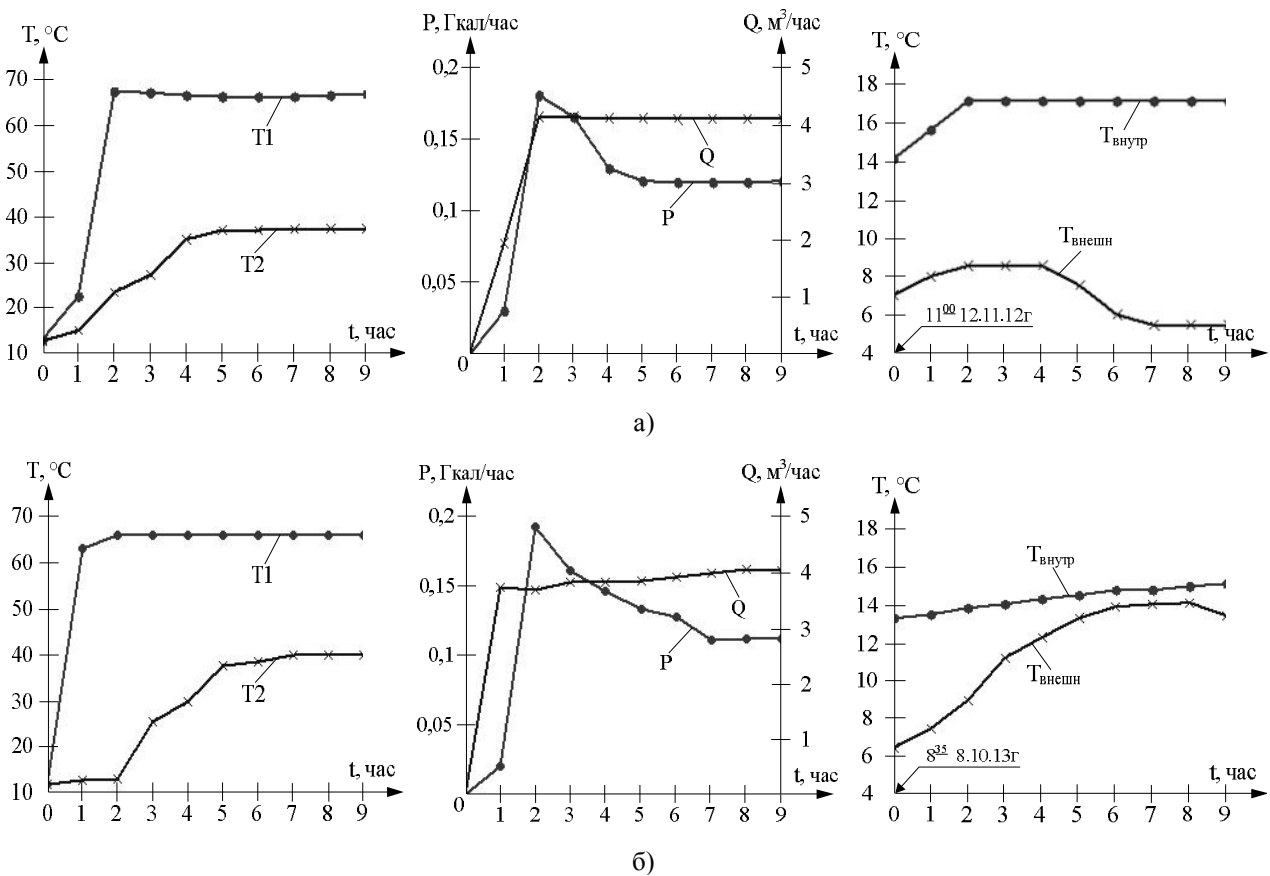 T, °C
70
60
50
40
30
20
10
T1
T2
t, час
0 1 2 3 4 5 6 7 8 9
P, Гкал/час
Q, м³/час
0,2
0,15
0,1
0,05
0
5
4
3
2
1
Q
P
t, час
1 2 3 4 5 6 7 8 9
T, °C
18
16
14
12
10
8
6
4
Tвнутр
Tвнешн
11⁰⁰ 12.11.12г
t, час
0 1 2 3 4 5 6 7 8 9
а)
T, °C
70
60
50
40
30
20
10
T1
T2
t, час
0 1 2 3 4 5 6 7 8 9
P, Гкал/час
Q, м³/час
0,2
0,15
0,1
0,05
0
5
4
3
2
1
Q
P
t, час
1 2 3 4 5 6 7 8 9
T, °C
18
16
14
12
10
8
6
4
Tвнутр
Tвнешн
8³⁵ 8.10.13г
t, час
0 1 2 3 4 5 6 7 8 9
б)